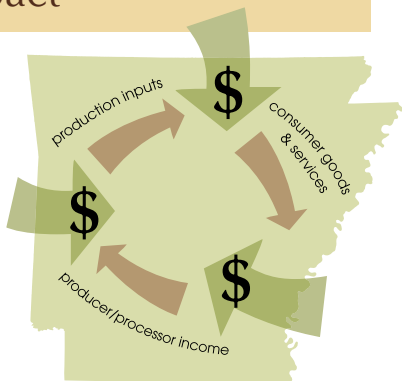 production inputs
$
consumer goods
& services
$
$
producer/processor income